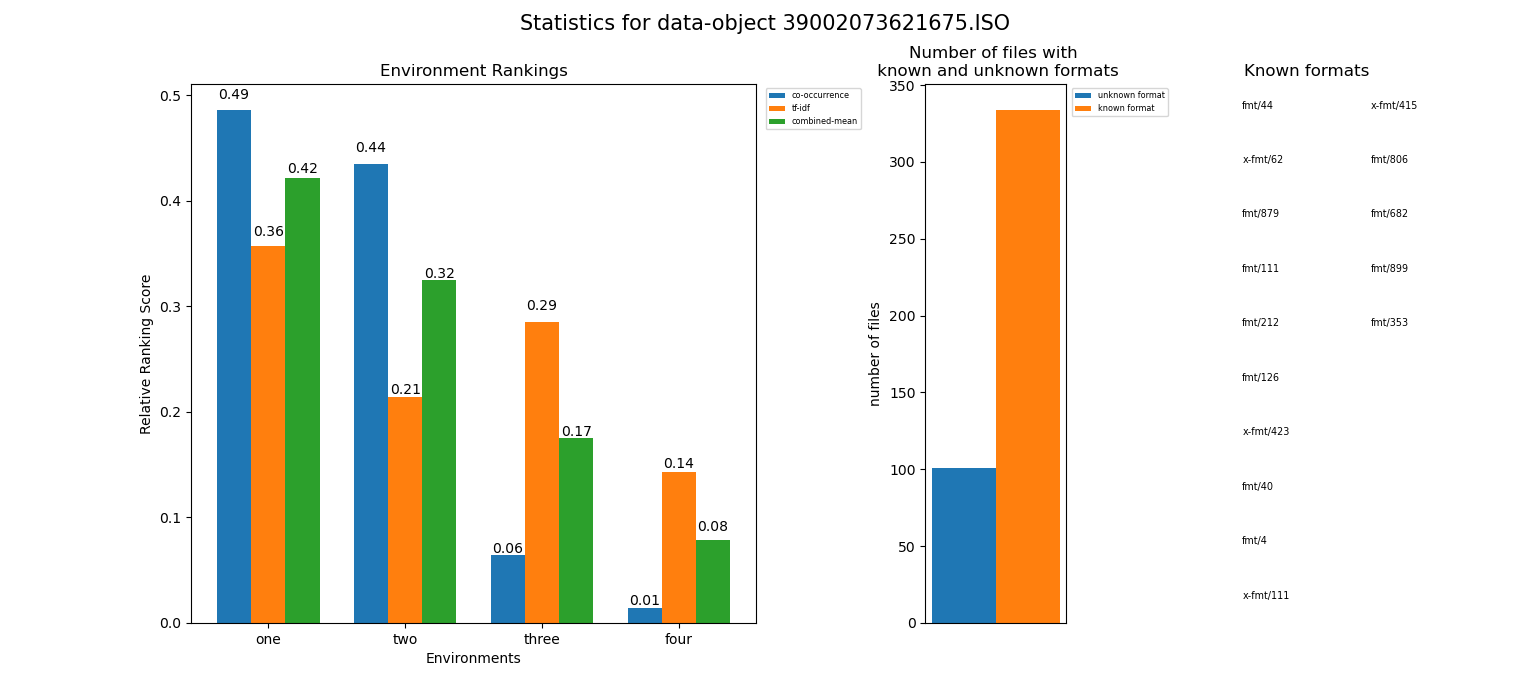 Statistics for data-object 39002073621675.ISO
Environment Rankings
0.5
0.4
0.3
0.2
0.1
0.0
Relative Ranking Score
0.49
0.36
0.42
0.44
0.21
0.32
0.06
0.29
0.17
0.01
0.14
0.08
one
two
three
four
Environments
co-occurrence
tf-idf
combined-mean
Number of files with
known and unknown formats
350
300
250
200
150
100
50
0
number of files
unknown format
known format
Known formats
fmt/44
x-fmt/62
fmt/879
fmt/111
fmt/212
fmt/126
x-fmt/423
fmt/40
fmt/4
x-fmt/111
x-fmt/415
fmt/806
fmt/682
fmt/899
fmt/353